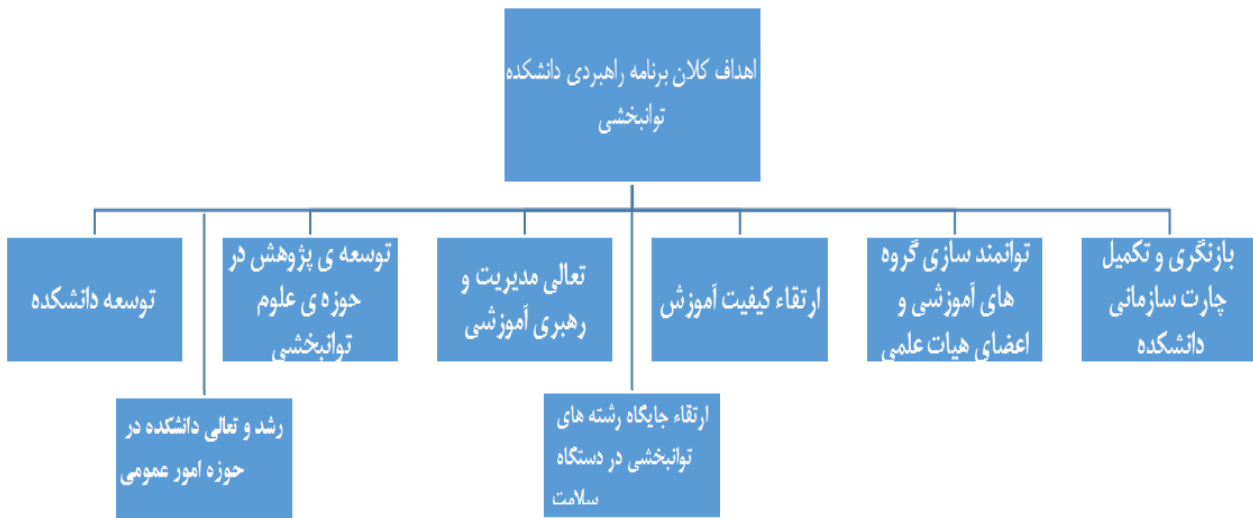 اهداف کلان برنامه راهبردی دانشکده
توانبخشی
بازنگری و تکمیل
چارت سازمانی
دانشکده
توانمند سازی گروه
های آموزشی و
اعضای هیات علمی
ارتقاء کیفیت آموزش
تعالی مدیریت و
رهبری آموزشی
توسعه ی پژوهش در
حوزه ی علوم
توانبخشی
توسعه دانشکده
ارتقاء جایگاه رشته های
توانبخشی در دستگاه
سلامت
رشد و تعالی دانشکده در
حوزه امور عمومی